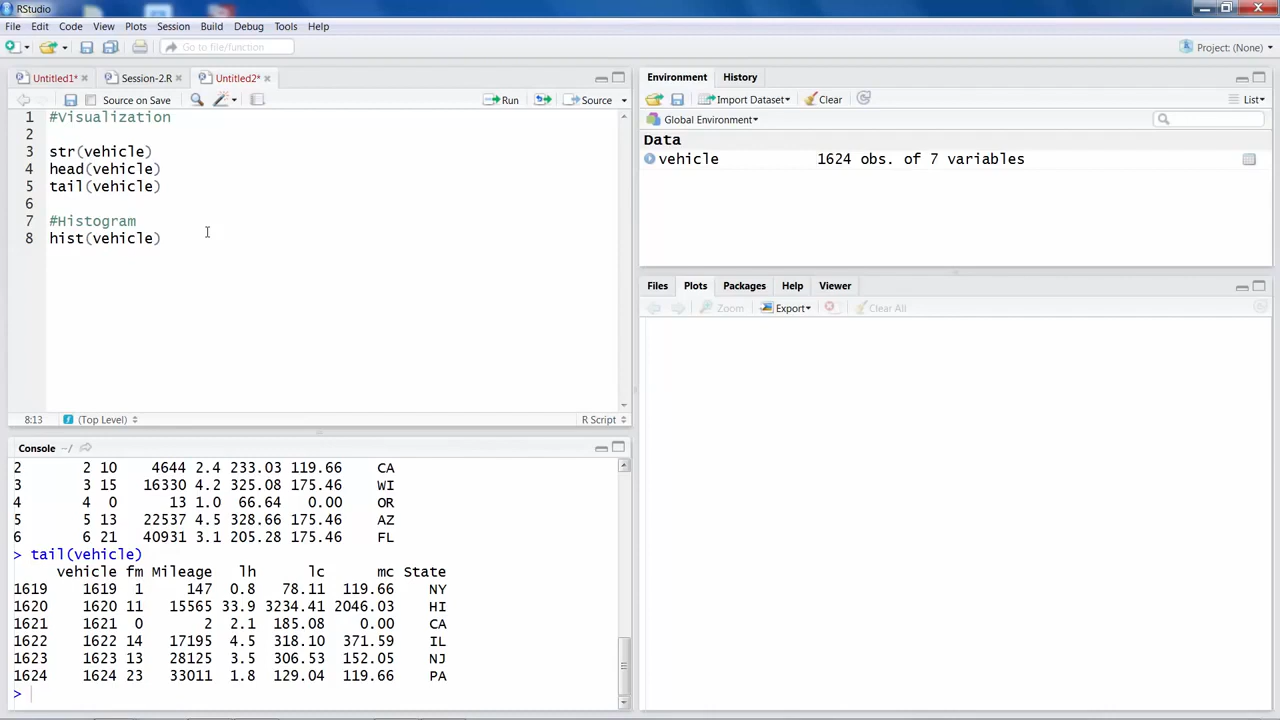 RStudio
File Edit Code View Plots Session Build Debug Tools Help
Go to file/function
Project: (None)
Untitled1* Session-2.R Untitled2*
Source on Save Run Source
1 #Visualization
2
3 str(vehicle)
4 head(vehicle)
5 tail(vehicle)
6
7 #Histogram
8 hist(vehicle)
8:13 (Top Level) R Script
Console ~/
2 2 10 4644 2.4 233.03 119.66 CA
3 3 15 16330 4.2 325.08 175.46 WI
4 4 0 13 1.0 66.64 0.00 OR
5 5 13 22537 4.5 328.66 175.46 AZ
6 6 21 40931 3.1 205.28 175.46 FL
> tail(vehicle)
vehicle fm Mileage lh lc mc State
1619 1619 1 147 0.8 78.11 119.66 NY
1620 1620 11 15565 33.9 3234.41 2046.03 HI
1621 1621 0 2 2.1 185.08 0.00 CA
1622 1622 14 17195 4.5 318.10 371.59 IL
1623 1623 13 28125 3.5 306.53 152.05 NJ
1624 1624 23 33011 1.8 129.04 119.66 PA
>
Environment History
Import Dataset Clear List
Global Environment
Data
vehicle 1624 obs. of 7 variables
Files Plots Packages Help Viewer
Zoom Export Clear All